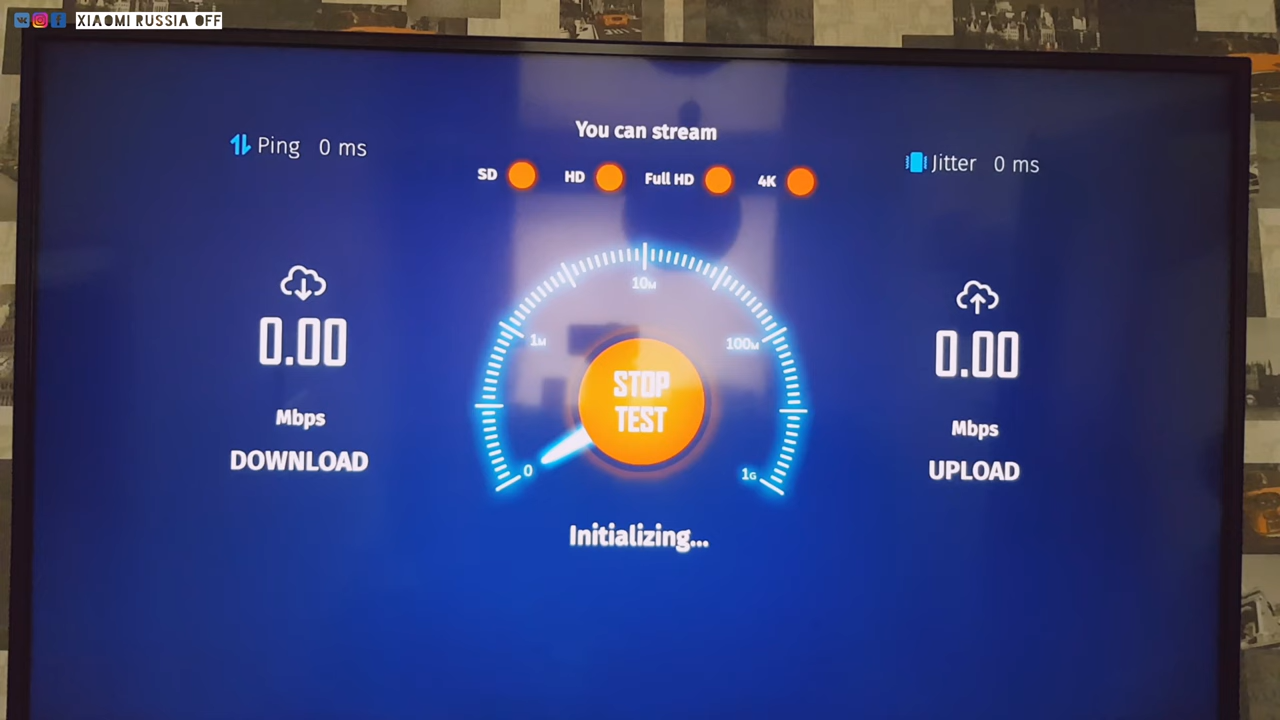 XIAOMI RUSSIA OFF
You can stream
Ping 0 ms
SD HD Full HD 4K
Jitter 0 ms
10M
1M
100M
0.00
Mbps
DOWNLOAD
STOP
TEST
0.00
Mbps
UPLOAD
0
1G
Initializing...